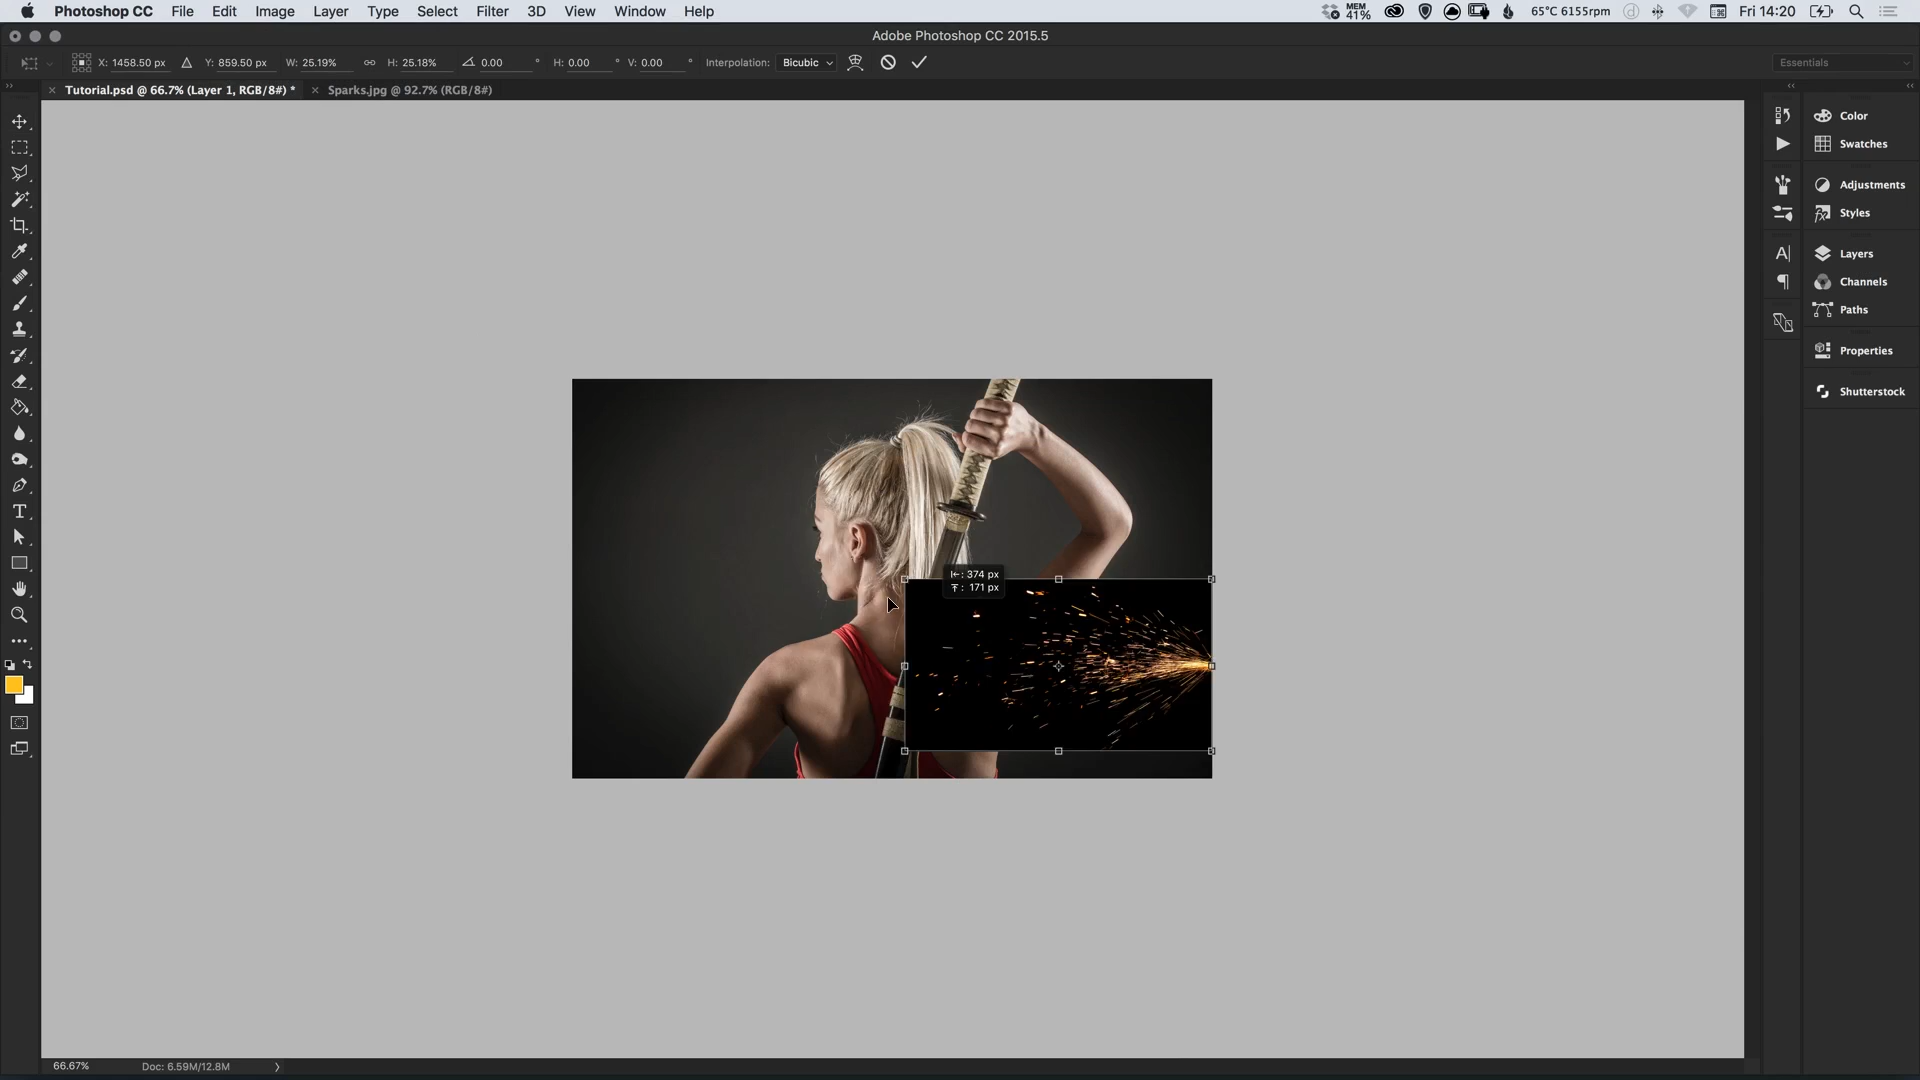 Photoshop CC File Edit Image Layer Type Select Filter 3D View Window Help MEM 41% 65°C 6155rpm Fri 14:20
Adobe Photoshop CC 2015.5
X: 1458.50 px Y: 859.50 px W: 25.19% H: 25.18% 0.00 ° H: 0.00 ° V: 0.00 ° Interpolation: Bicubic Essentials
Tutorial.psd @ 66.7% (Layer 1, RGB/8#) * Sparks.jpg @ 92.7% (RGB/8#)
Color
Swatches
Adjustments
Styles
Layers
Channels
Paths
Properties
Shutterstock
: 374 px
: 171 px
66.67% Doc: 6.59M/12.8M